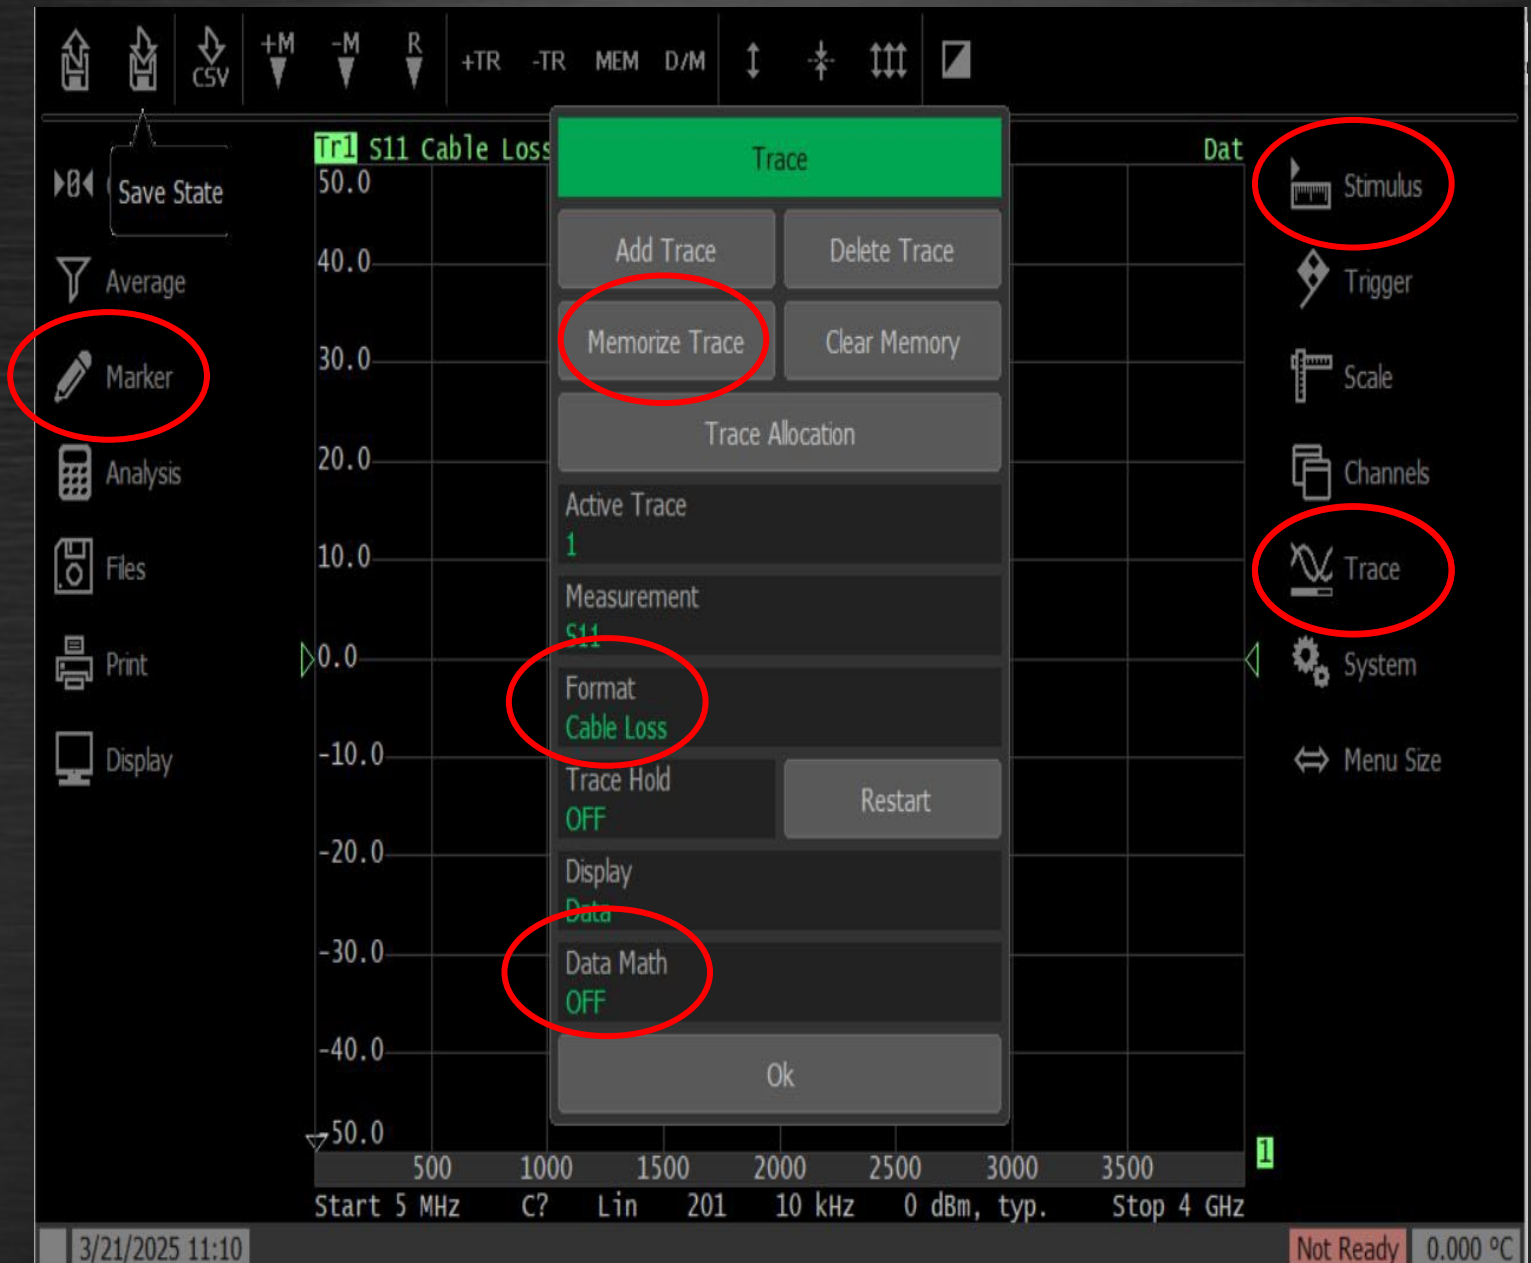 CSV
+M
-M
R
+TR
-TR
MEM
D/M
Save State
Average
Marker
Analysis
Files
Print
Display
Tr1 S11 Cable Loss
Dat
50.0
40.0
30.0
20.0
10.0
0.0
-10.0
-20.0
-30.0
-40.0
-50.0
Trace
Add Trace
Delete Trace
Memorize Trace
Clear Memory
Trace Allocation
Active Trace
1
Measurement
S11
Format
Cable Loss
Trace Hold
OFF
Restart
Display
Data
Data Math
OFF
Ok
Stimulus
Trigger
Scale
Channels
Trace
System
Menu Size
1
500 1000 1500 2000 2500 3000 3500
Start 5 MHz C? Lin 201 10 kHz 0 dBm, typ. Stop 4 GHz
3/21/2025 11:10
Not Ready
0.000 ºC